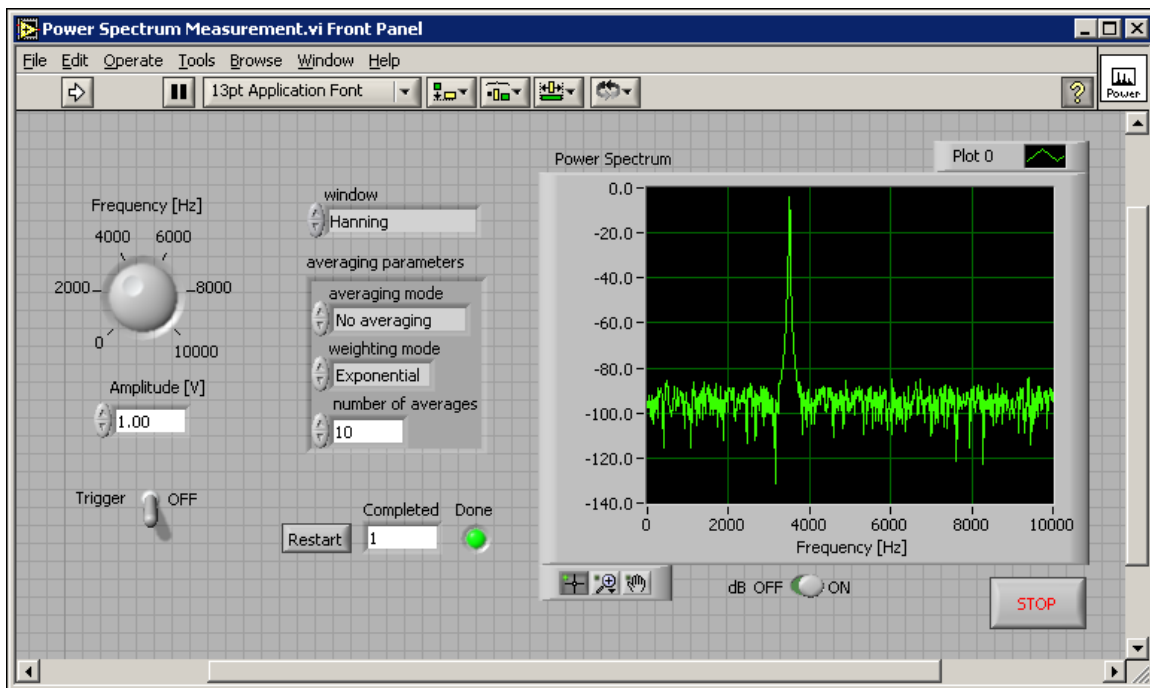 Power Spectrum Measurement.vi Front Panel
File Edit Operate Tools Browse Window Help
13pt Application Font
?
Power
Power Spectrum
Plot 0
Frequency [Hz]
0
2000
4000
6000
8000
10000
Amplitude [V]
1.00
Trigger OFF
window
Hanning
averaging parameters
averaging mode
No averaging
weighting mode
Exponential
number of averages
10
Restart
Completed
1
Done
0.0
-20.0
-40.0
-60.0
-80.0
-100.0
-120.0
-140.0
0 2000 4000 6000 8000 10000
Frequency [Hz]
dB OFF ON
STOP